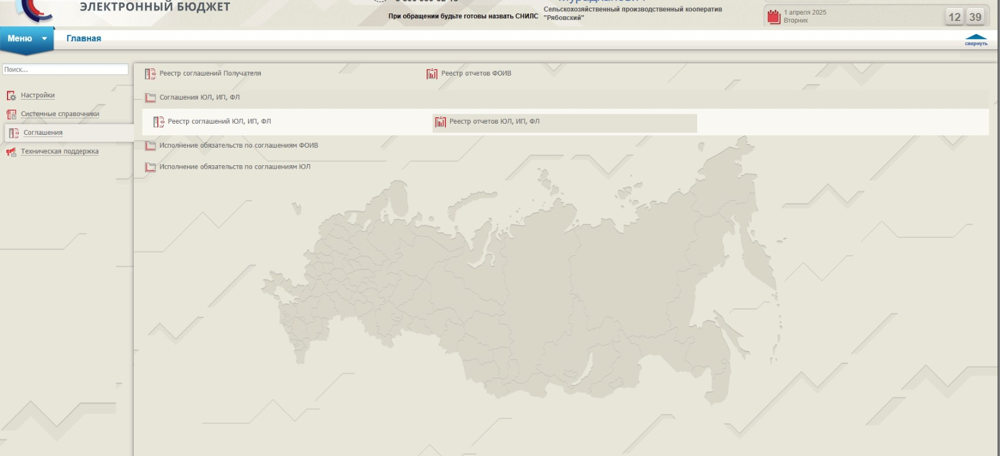 ЭЛЕКТРОННЫЙ БЮДЖЕТ
При обращении будьте готовы назвать СНИЛС
Сельскохозяйственный производственный кооператив
"Рябовский"
1 апреля 2025
Вторник
12 39
Меню
Главная
свернуть
Поиск...
Настройки
Системные справочники
Соглашения
Техническая поддержка
Реестр соглашений Получателя
Реестр отчетов ФОИВ
Соглашения ЮЛ, ИП, ФЛ
Реестр соглашений ЮЛ, ИП, ФЛ
Реестр отчетов ЮЛ, ИП, ФЛ
Исполнение обязательств по соглашениям ФОИВ
Исполнение обязательств по соглашениям ЮЛ